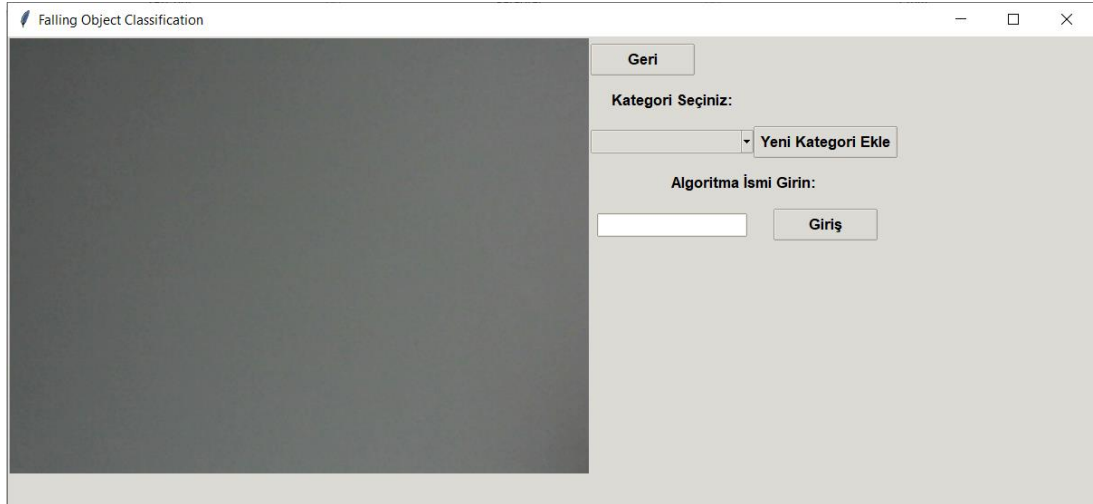 Falling Object Classification
Geri
Kategori Seçiniz:
Yeni Kategori Ekle
Algoritma İsmi Girin:
Giriş